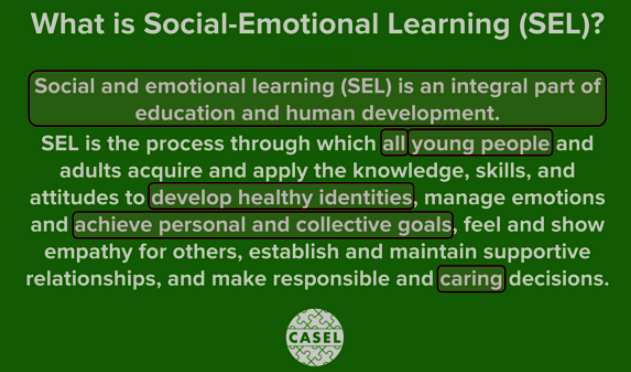 What is Social-Emotional Learning (SEL)?
Social and emotional learning (SEL) is an integral part of
education and human development.
SEL is the process through which all young people and
adults acquire and apply the knowledge, skills, and
attitudes to develop healthy identities, manage emotions
and achieve personal and collective goals, feel and show
empathy for others, establish and maintain supportive
relationships, and make responsible and caring decisions.
CASEL